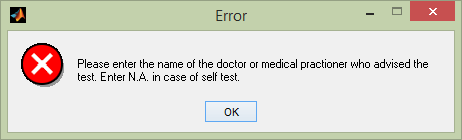 Error
Please enter the name of the doctor or medical practioner who advised the
test. Enter N.A. in case of self test.
OK